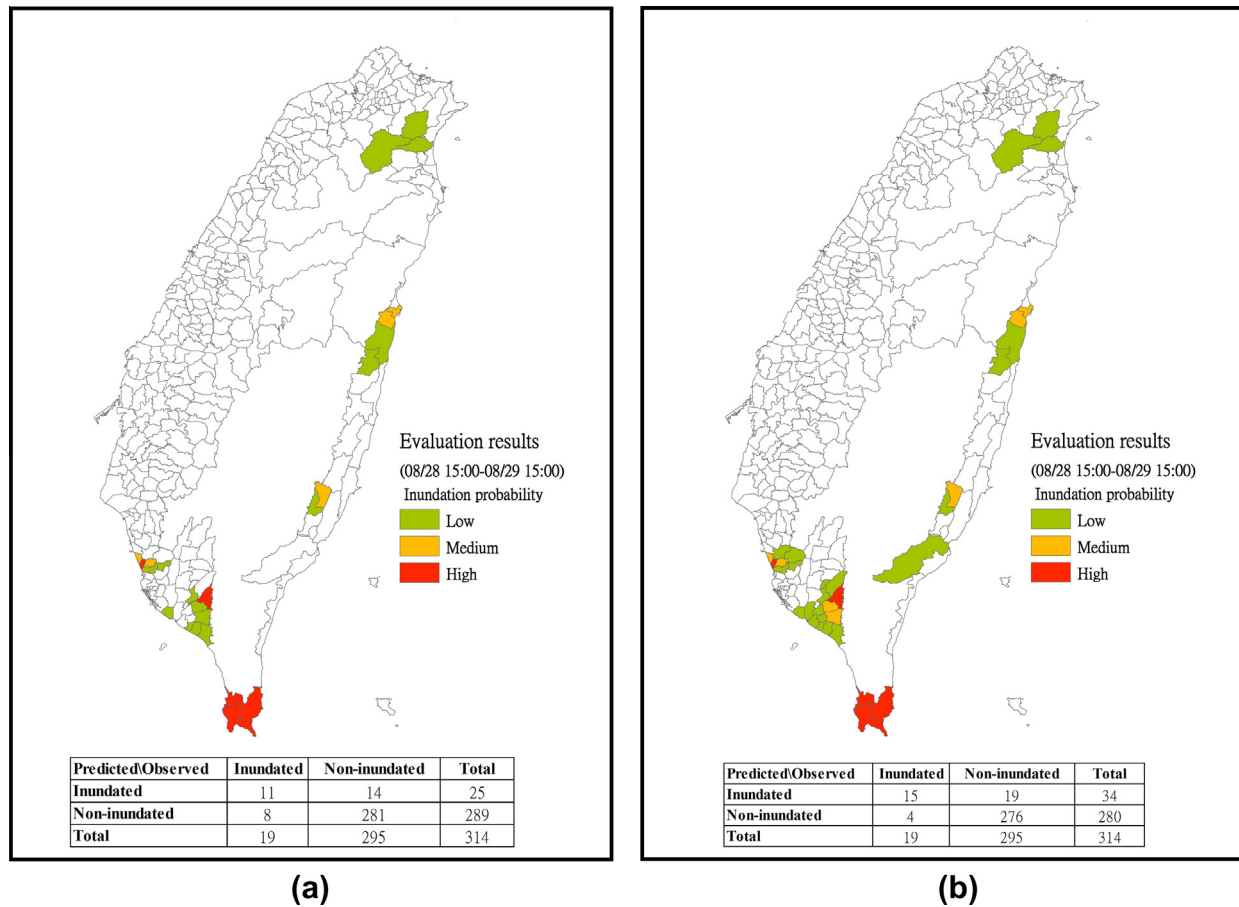 Evaluation results
(08/28 15:00-08/29 15:00)
Inundation probability
Low
Medium
High
Predicted\Observed Inundated Non-inundated Total
Inundated 11 14 25
Non-inundated 8 281 289
Total 19 295 314
(a)
Evaluation results
(08/28 15:00-08/29 15:00)
Inundation probability
Low
Medium
High
Predicted\Observed Inundated Non-inundated Total
Inundated 15 19 34
Non-inundated 4 276 280
Total 19 295 314
(b)